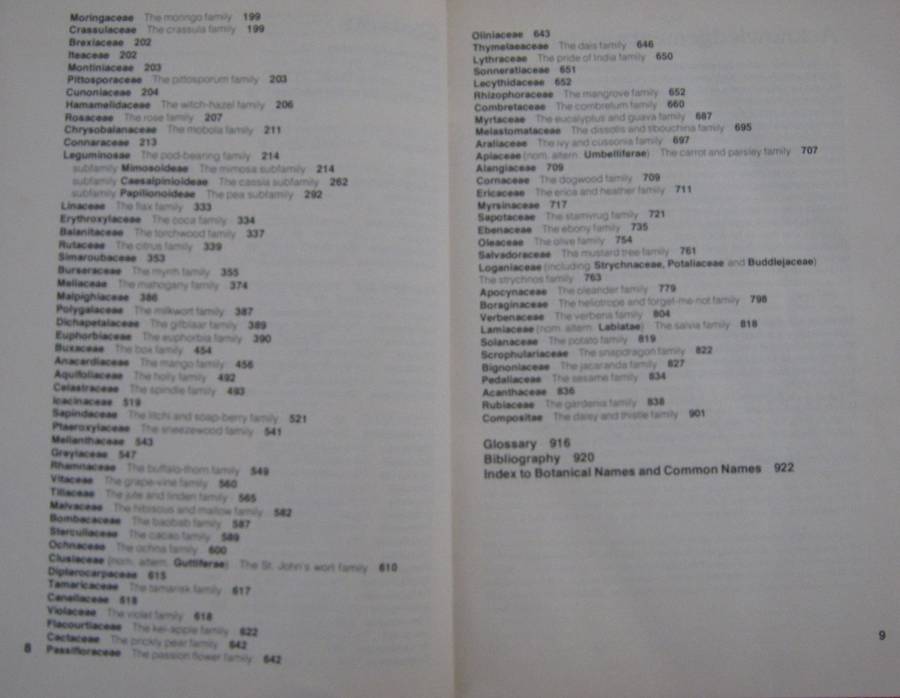 Moringaceae The moringo family 199
Crassulaceae The crassula family 199
Brexiaceae 202
Iteaceae 202
Montiniaceae 203
Pittosporaceae The pittosporum family 203
Cunoniaceae 204
Hamamelidaceae The witch-hazel family 206
Rosaceae The rose family 207
Chrysobalanaceae The mobola family 211
Connaraceae 213
Leguminosae The pod-bearing family 214
subfamily Mimosoideae The mimosa subfamily 214
subfamily Caesalpinioideae The cassia subfamily 262
subfamily Papilionoideae The pea subfamily 292
Linaceae The flax family 333
Erythroxylaceae The coca family 334
Balanitaceae The torchwood family 337
Rutaceae The citrus family 339
Simaroubaceae 353
Burseraceae The myrrh family 355
Meliaceae The mahogany family 374
Malpighiaceae 386
Polygalaceae The milkwort family 387
Dichapetalaceae The gifblaar family 389
Euphorbiaceae The euphorbia family 390
Buxaceae The box family 454
Anacardiaceae The mango family 456
Aquifoliaceae The holly family 492
Celastraceae The spindle family 493
Icacinaceae 519
Sapindaceae The litchi and soap-berry family 521
Ptaeroxylaceae The sneezewood family 541
Melianthaceae 543
Greyiaceae 547
Rhamnaceae The buffalo-thorn family 549
Vitaceae The grape-vine family 560
Tiliaceae The jute and linden family 565
Malvaceae The hibiscus and mallow family 582
Bombacaceae The baobab family 587
Sterculiaceae The cacao family 589
Ochnaceae The ochna family 600
Clusiaceae (nom. altern. Guttiferae) The St. John's wort family 610
Dipterocarpaceae 615
Tamaricaceae The tamarisk family 617
Canellaceae 618
Violaceae The violet family 618
Flacourtiaceae The kei-apple family 622
Cactaceae The prickly pear family 642
Passifloraceae The passion flower family 642
8
Oliniaceae 643
Thymelaeaceae The dais family 646
Lythraceae The pride of India family 650
Sonneratiaceae 651
Lecythidaceae 652
Rhizophoraceae The mangrove family 652
Combretaceae The combretum family 660
Myrtaceae The eucalyptus and guava family 687
Melastomataceae The dissotis and tibouchina family 695
Araliaceae The ivy and cussonia family 697
Apiaceae (nom. altern. Umbelliferae) The carrot and parsley family 707
Alangiaceae 709
Cornaceae The dogwood family 709
Ericaceae The erica and heather family 711
Myrsinaceae 717
Sapotaceae The stamvrug family 721
Ebenaceae The ebony family 735
Oleaceae The olive family 754
Salvadoraceae The mustard tree family 761
Loganiaceae (including Strychnaceae, Potaliaceae and Buddlejaceae)
The strychnos family 763
Apocynaceae The oleander family 779
Boraginaceae The heliotrope and forget-me-not family 798
Verbenaceae The verbena family 804
Lamiaceae (nom. altern. Labiatae) The salvia family 818
Solanaceae The potato family 819
Scrophulariaceae The snapdragon family 822
Bignoniaceae The jacaranda family 827
Pedaliaceae The sesame family 834
Acanthaceae 836
Rubiaceae The gardenia family 838
Compositae The daisy and thistle family 901
Glossary 916
Bibliography 920
Index to Botanical Names and Common Names 922
9